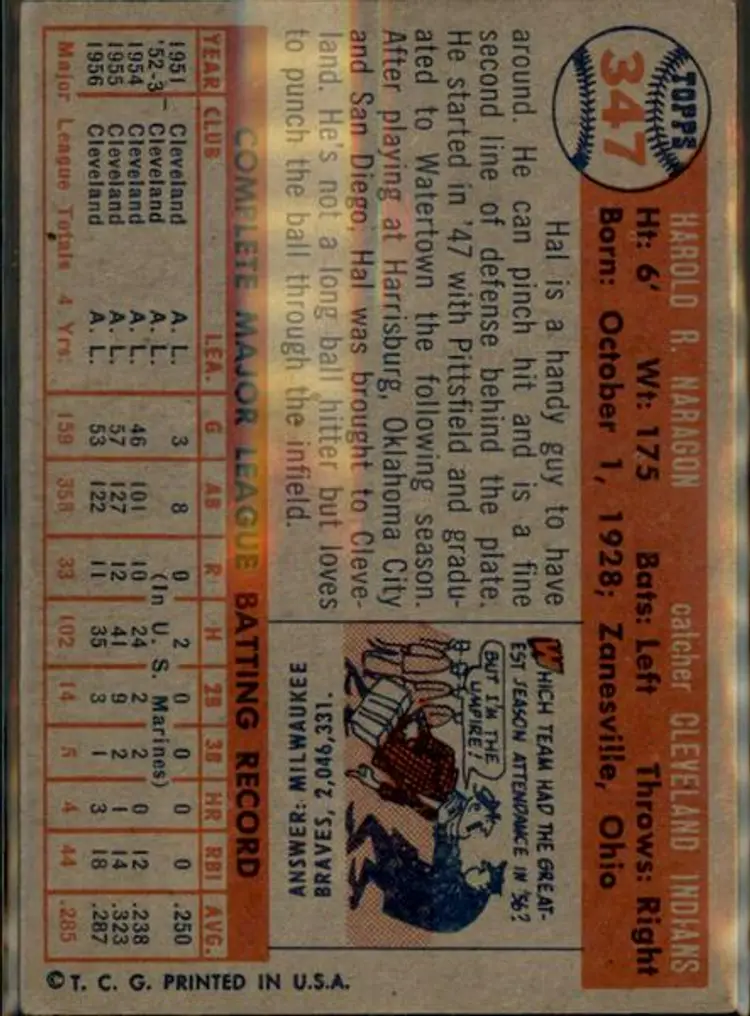 TOPPS
347
HAROLD R. NARAGON catcher CLEVELAND INDIANS
Ht: 6' Wt: 175 Bats: Left Throws: Right
Born: October 1, 1928; Zanesville, Ohio
Hal is a handy guy to have
around. He can pinch hit and is a fine
second line of defense behind the plate.
He started in '47 with Pittsfield and gradu-
ated to Watertown the following season.
After playing at Harrisburg, Oklahoma City
and San Diego, Hal was brought to Cleve-
land. He's not a long ball hitter but loves
to punch the ball through the infield.
WHICH TEAM HAD THE GREAT-
EST SEASON ATTENDANCE IN '56?
BUT I'M THE
UMPIRE!
ANSWER: MILWAUKEE
BRAVES, 2,046,331.
COMPLETE MAJOR LEAGUE BATTING RECORD
YEAR CLUB LEA. G AB R H 2B 3B HR RBI AVG.
1951 Cleveland A. L. 3 8 0 2 0 0 0 0 .250
'52-3 Cleveland A. L. (In U. S. Marines)
1954 Cleveland A. L. 46 101 10 24 2 2 0 12 .238
1955 Cleveland A. L. 57 127 12 41 9 2 1 14 .323
1956 Cleveland A. L. 53 122 11 35 3 1 3 18 .287
Major League Totals 4 Yrs. 159 358 33 102 14 5 4 44 .285
© T. C. G. PRINTED IN U.S.A.